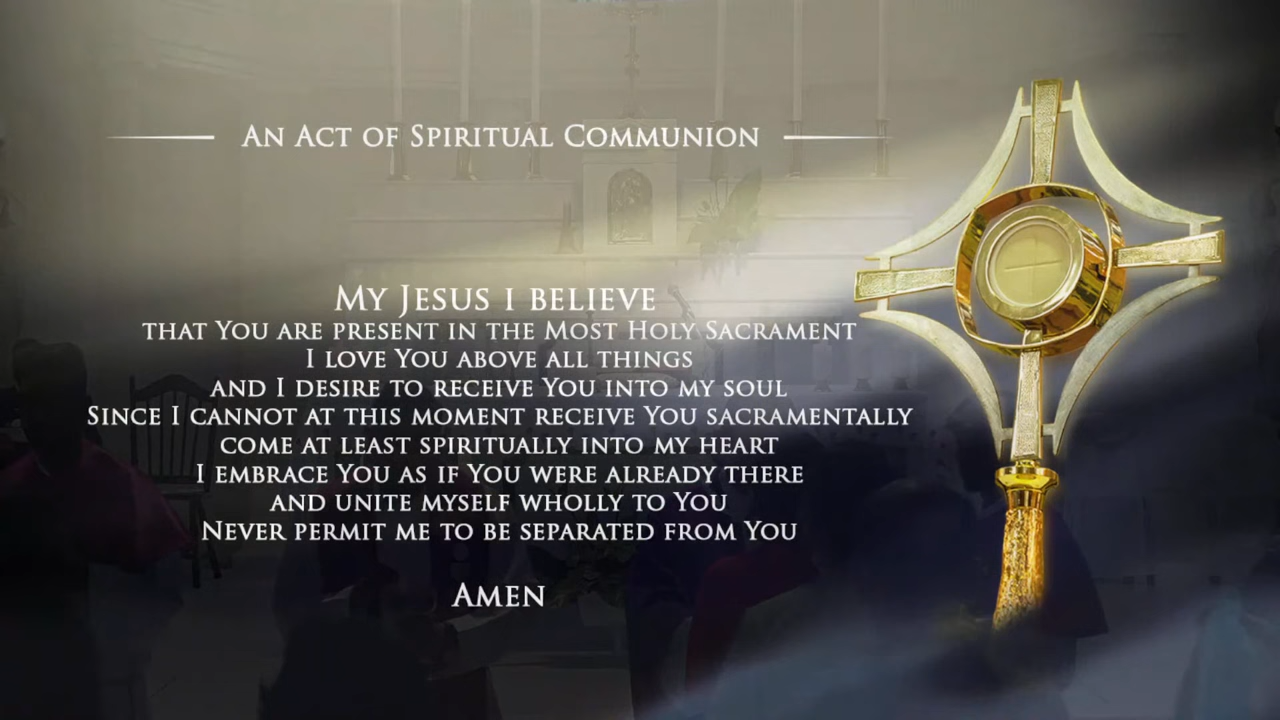 An Act of Spiritual Communion
My Jesus I believe
that You are present in the Most Holy Sacrament
I love You above all things
and I desire to receive You into my soul
Since I cannot at this moment receive You sacramentally
come at least spiritually into my heart
I embrace You as if You were already there
and unite myself wholly to You
Never permit me to be separated from You
Amen